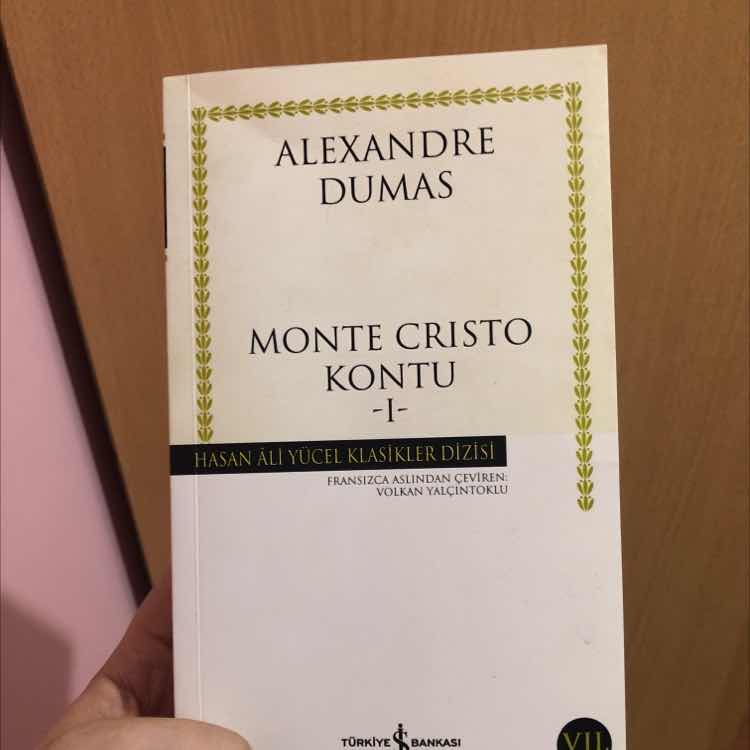 ALEXANDRE
DUMAS
MONTE CRISTO
KONTU
-I-
HASAN ÂLİ YÜCEL KLASİKLER DİZİSİ
FRANSIZCA ASLINDAN ÇEVİREN:
VOLKAN YALÇINTOKLU
TÜRKİYE İŞ BANKASI
VII.